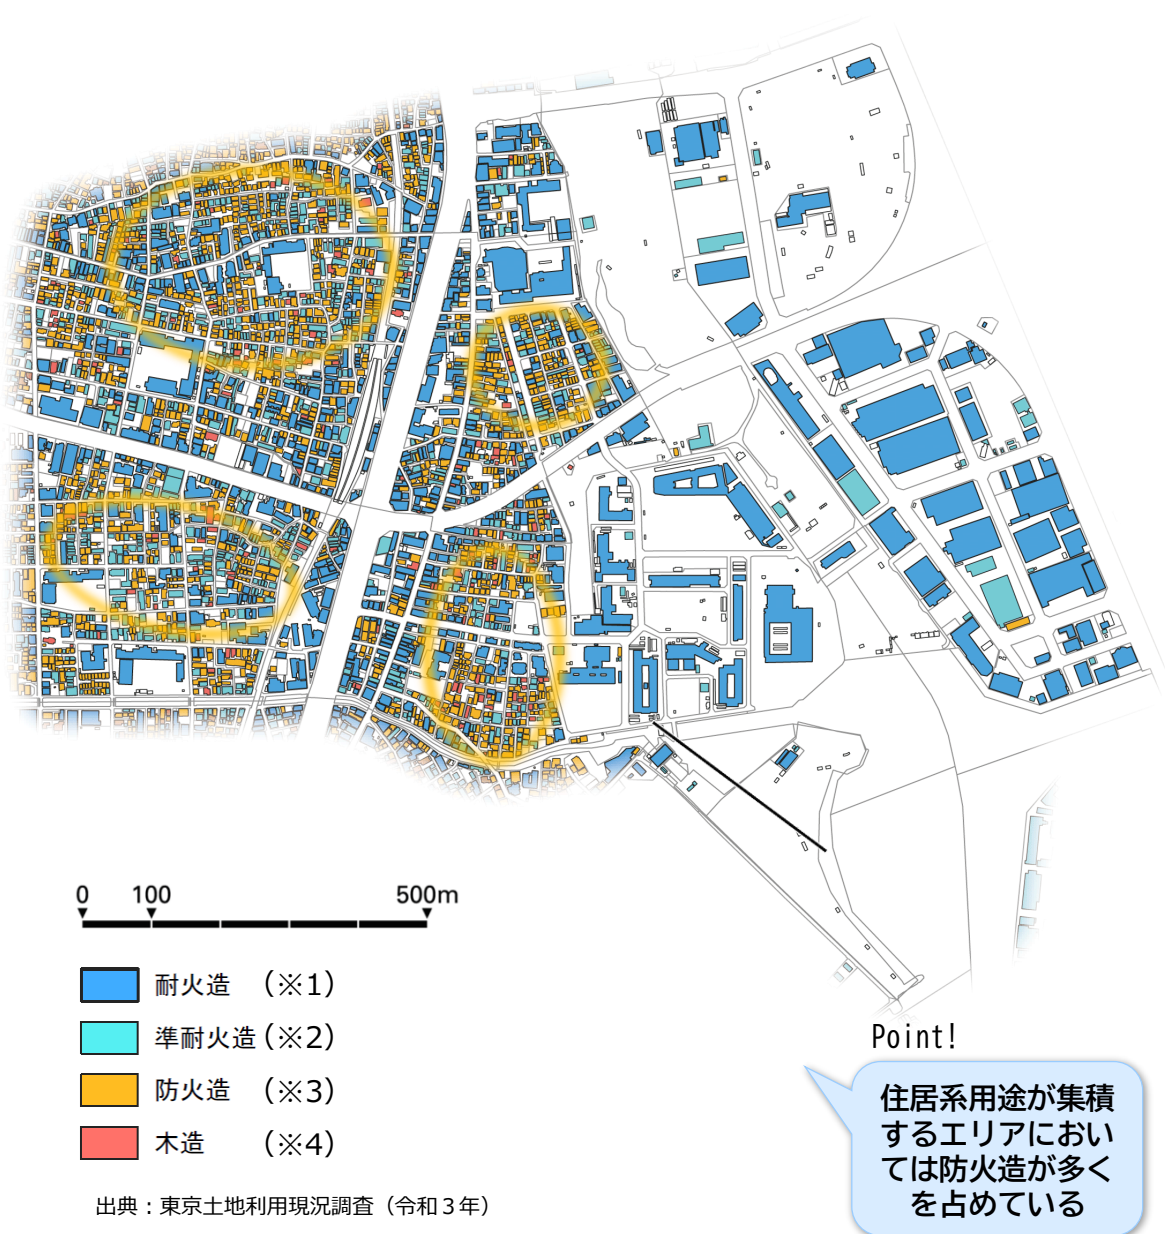 0 100 500m
耐火造 (※1)
準耐火造(※2)
防火造 (※3)
木造 (※4)
出典：東京土地利用現況調査（令和３年）
Point!
住居系用途が集積
するエリアにおい
ては防火造が多く
を占めている